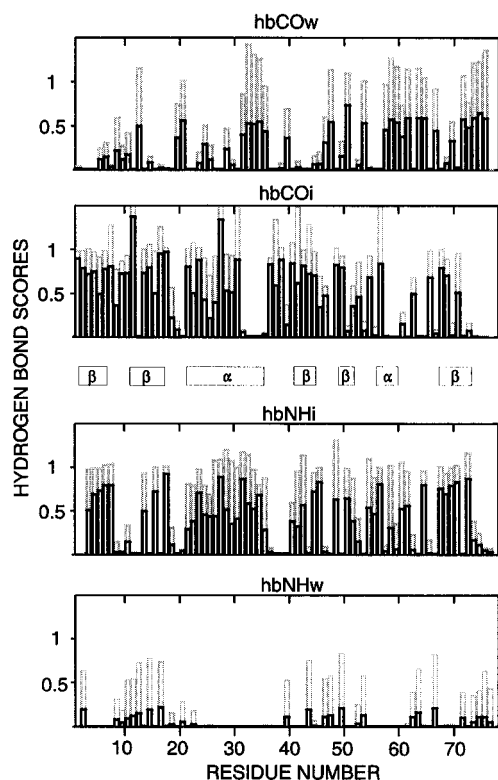 hbCOw
1
0.5
hbCOi
1
0.5
HYDROGEN BOND SCORES
β β α β β α β
hbNHi
1
0.5
hbNHw
1
0.5
10 20 30 40 50 60 70
RESIDUE NUMBER